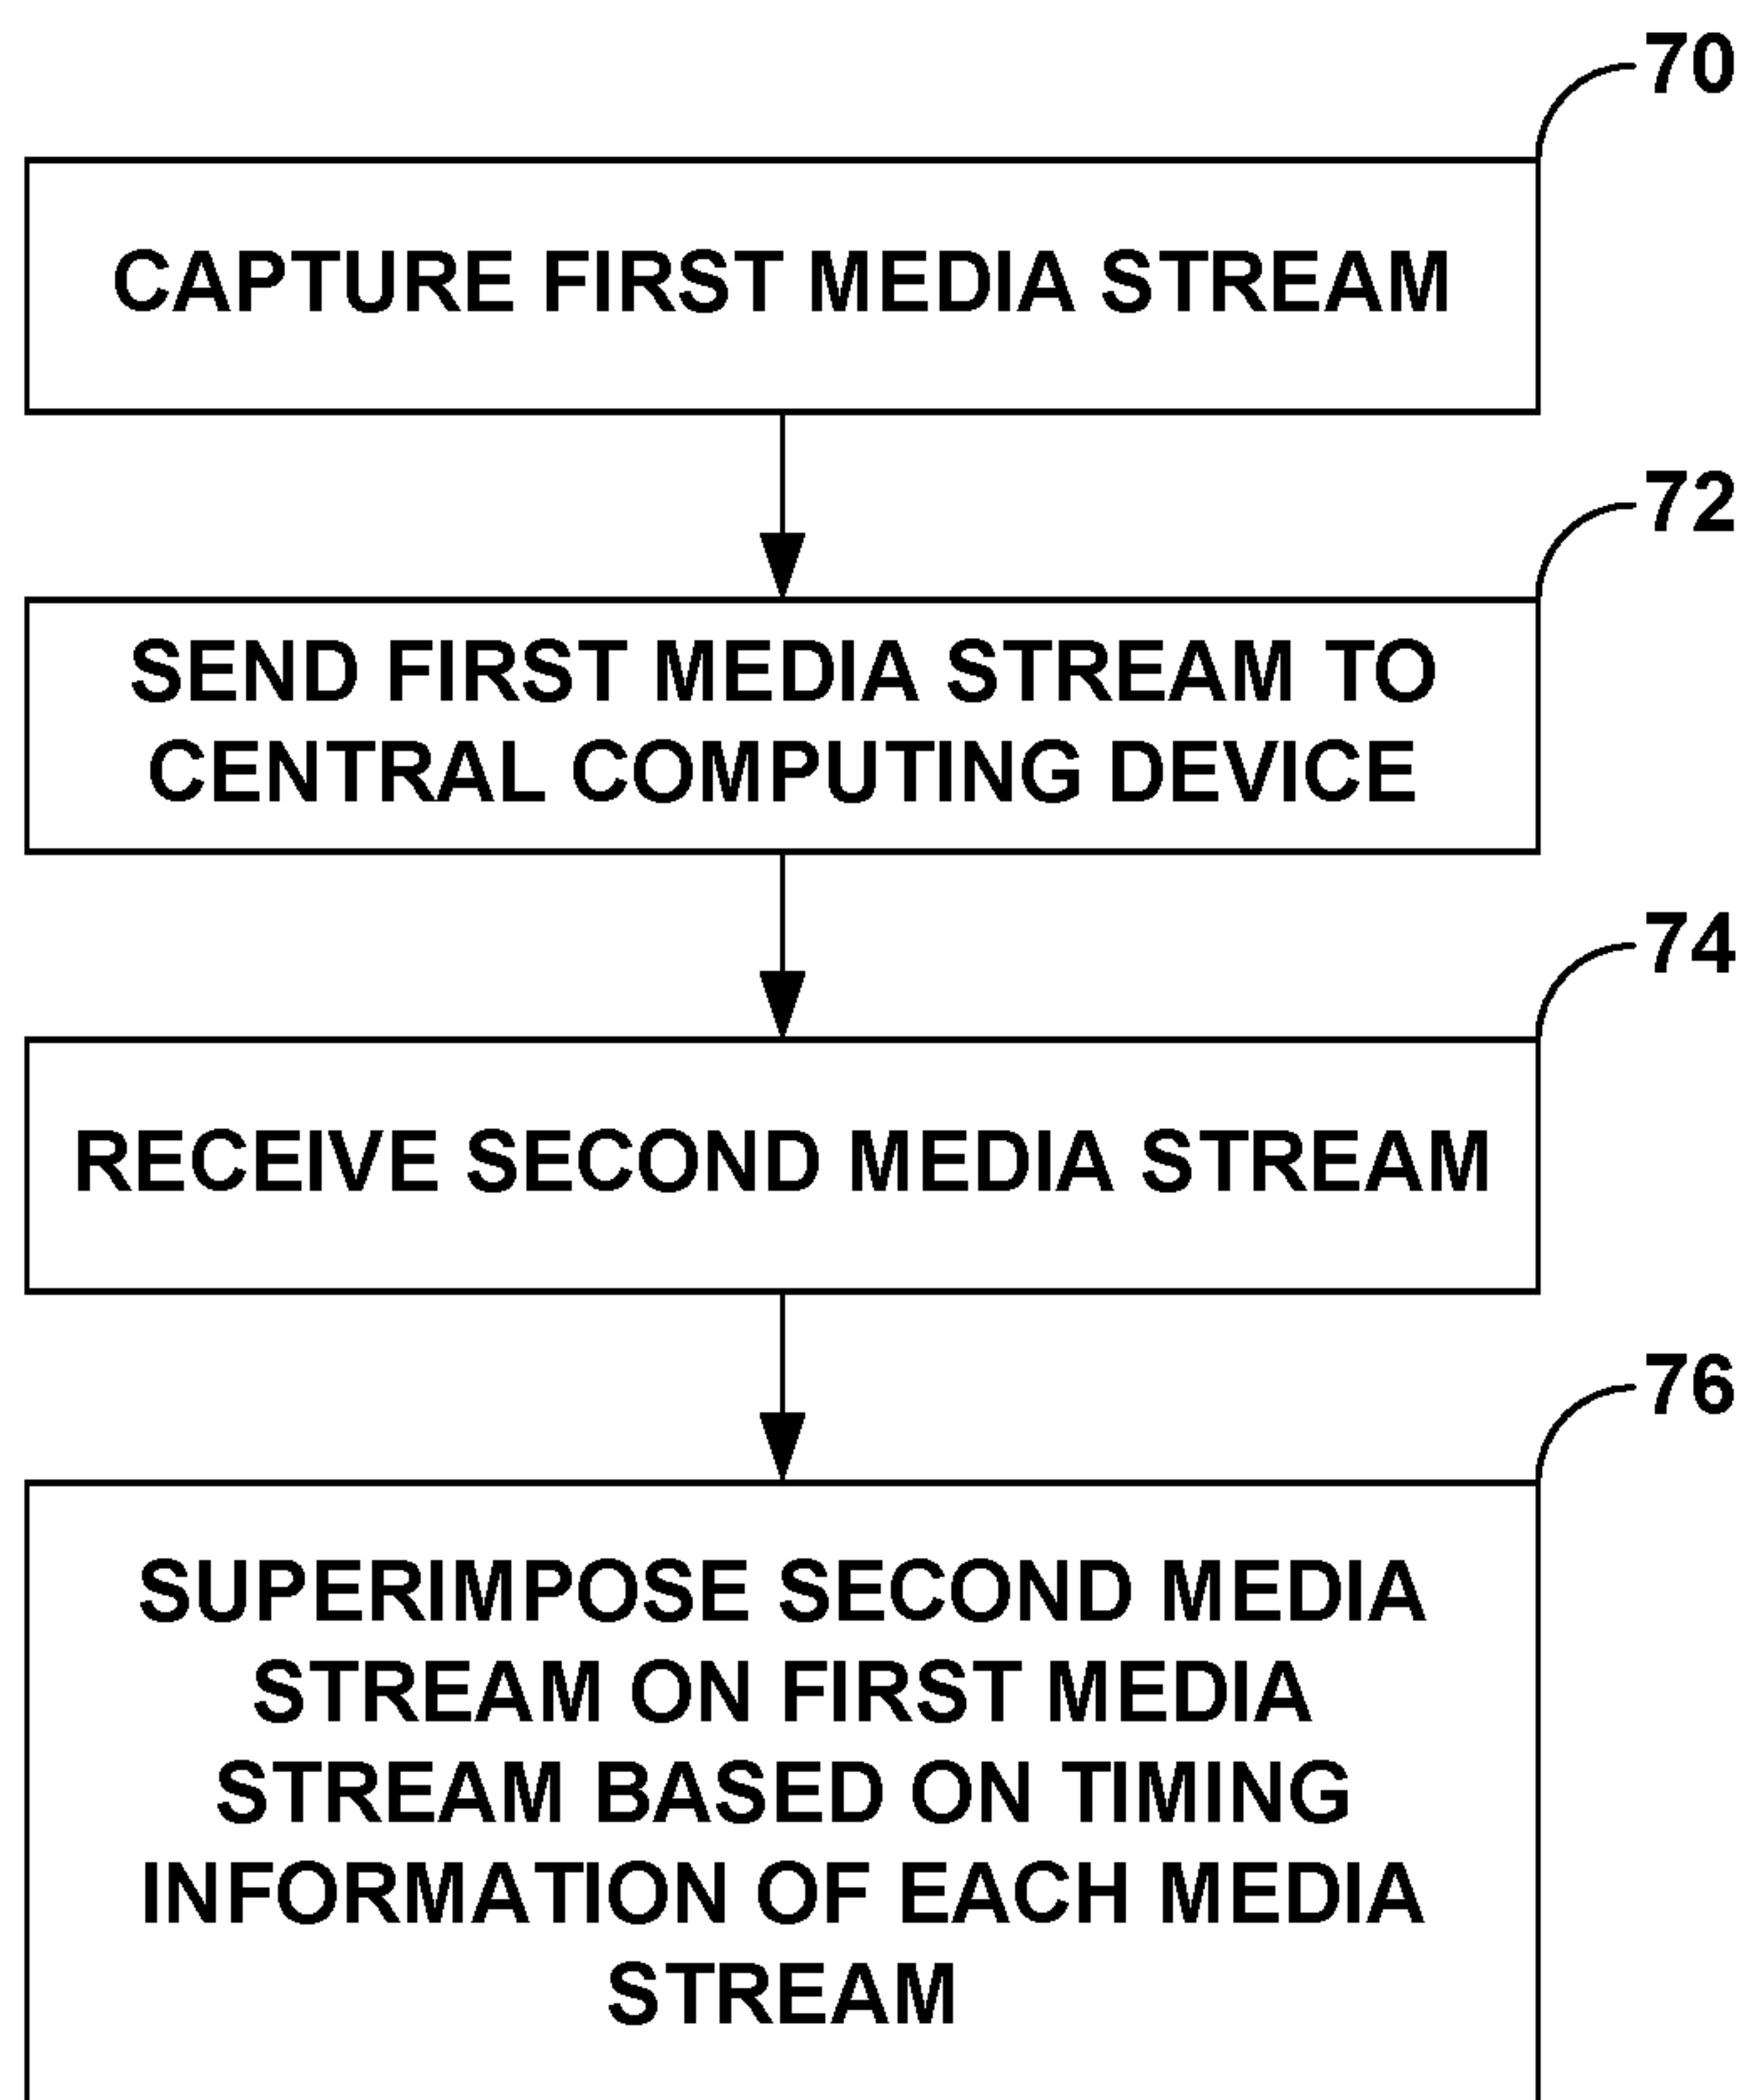 70
CAPTURE FIRST MEDIA STREAM
72
SEND FIRST MEDIA STREAM TO
CENTRAL COMPUTING DEVICE
74
RECEIVE SECOND MEDIA STREAM
76
SUPERIMPOSE SECOND MEDIA
STREAM ON FIRST MEDIA
STREAM BASED ON TIMING
INFORMATION OF EACH MEDIA
STREAM